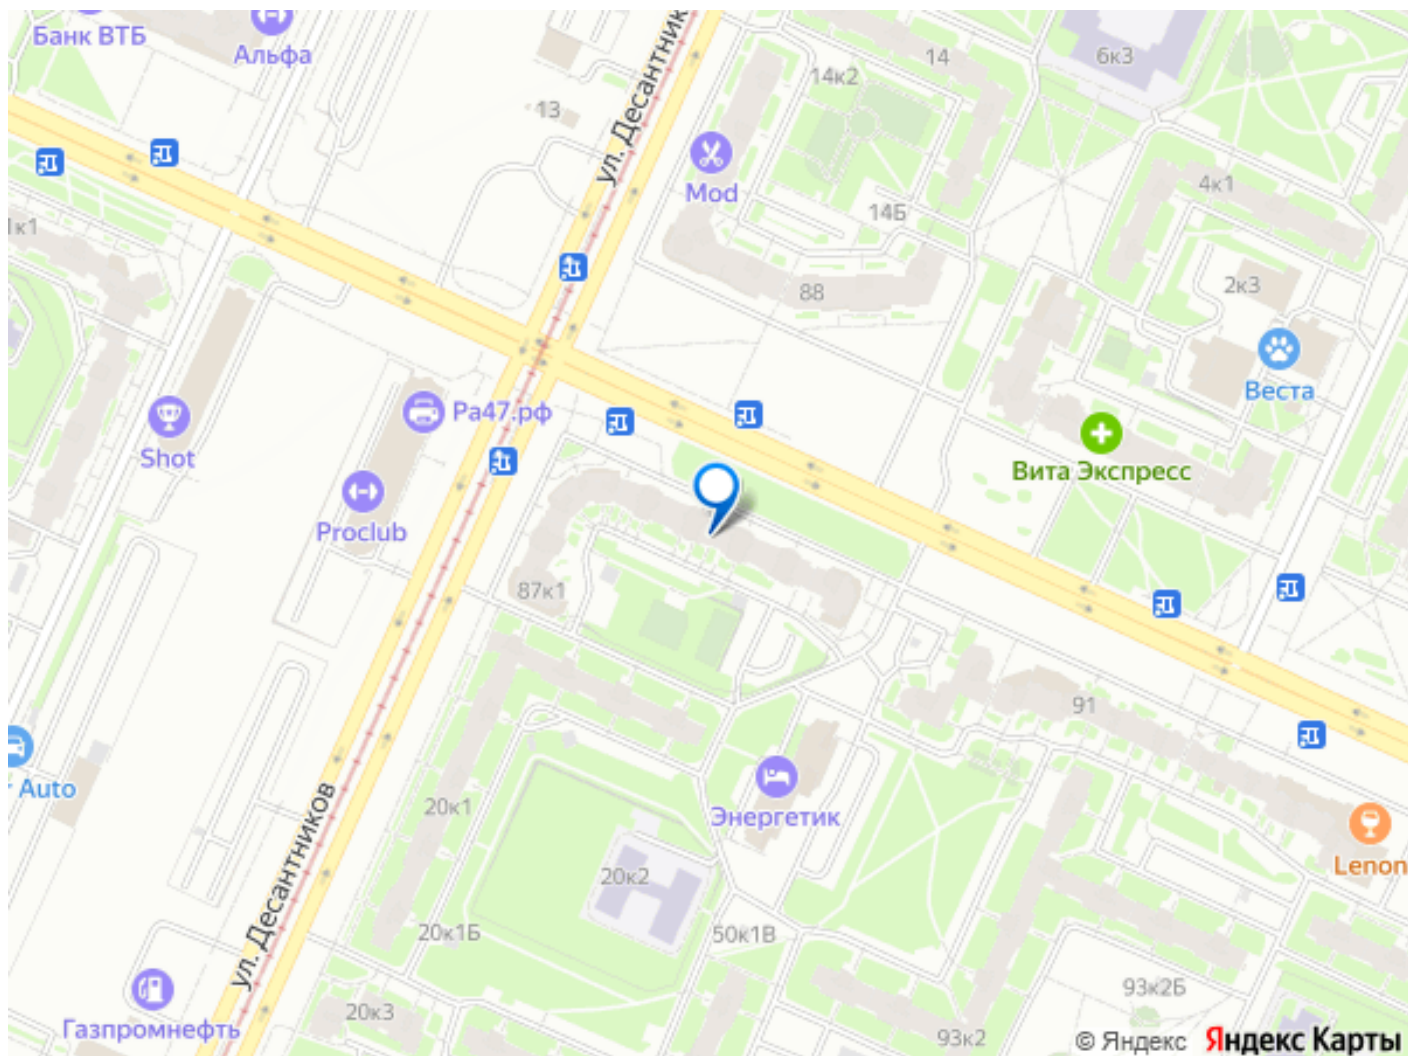 Банк ВТБ
Альфа
ул. Десантник
14
6к3
14к2
13
Mod
4к1
14Б
1к1
88
2к3
Веста
Ра47.рф
Shot
Вита Экспресс
Proclub
87к1
91
r Auto
20к1
Энергетик
Lenon
20к2
ул. Десантников
20к1Б
50к1В
93к2Б
20к3
Газпромнефть
93к2
© Яндекс Яндекс Карты